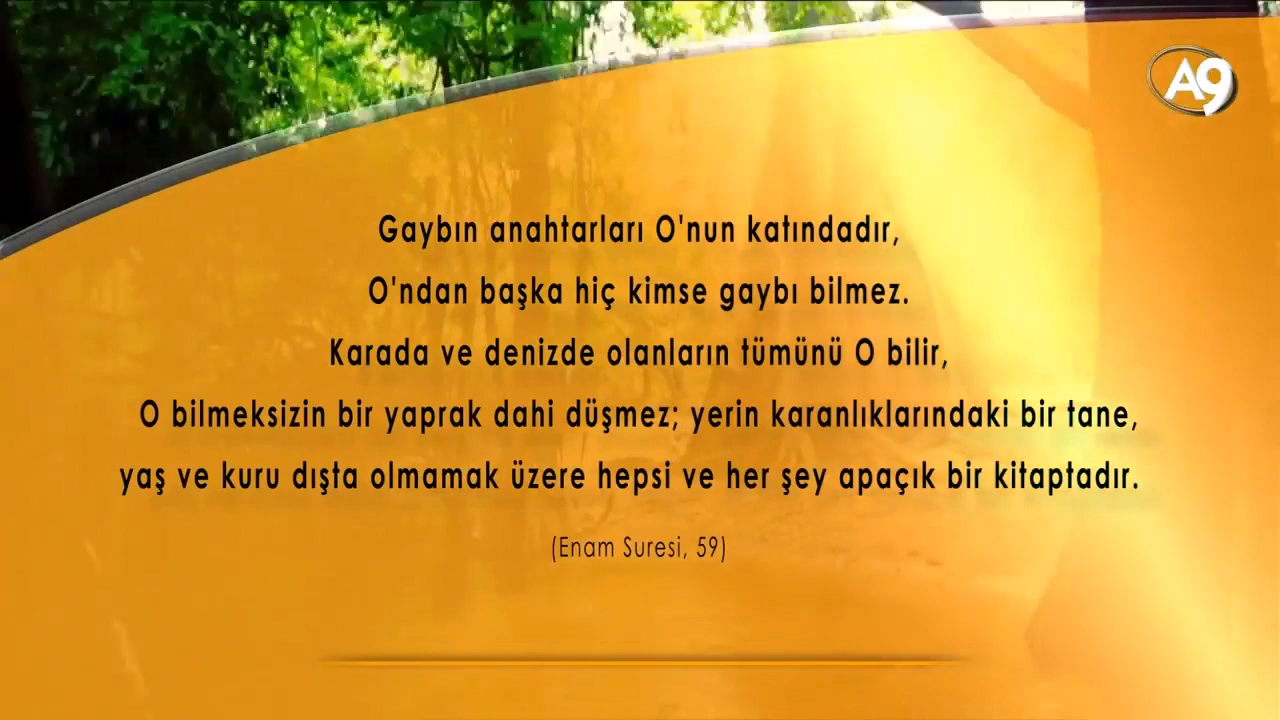 A9
Gaybın anahtarları O'nun katındadır,
O'ndan başka hiç kimse gaybı bilmez.
Karada ve denizde olanların tümünü O bilir,
O bilmeksizin bir yaprak dahi düşmez; yerin karanlıklarındaki bir tane,
yaş ve kuru dışta olmamak üzere hepsi ve her şey apaçık bir kitaptadır.
(Enam Suresi, 59)